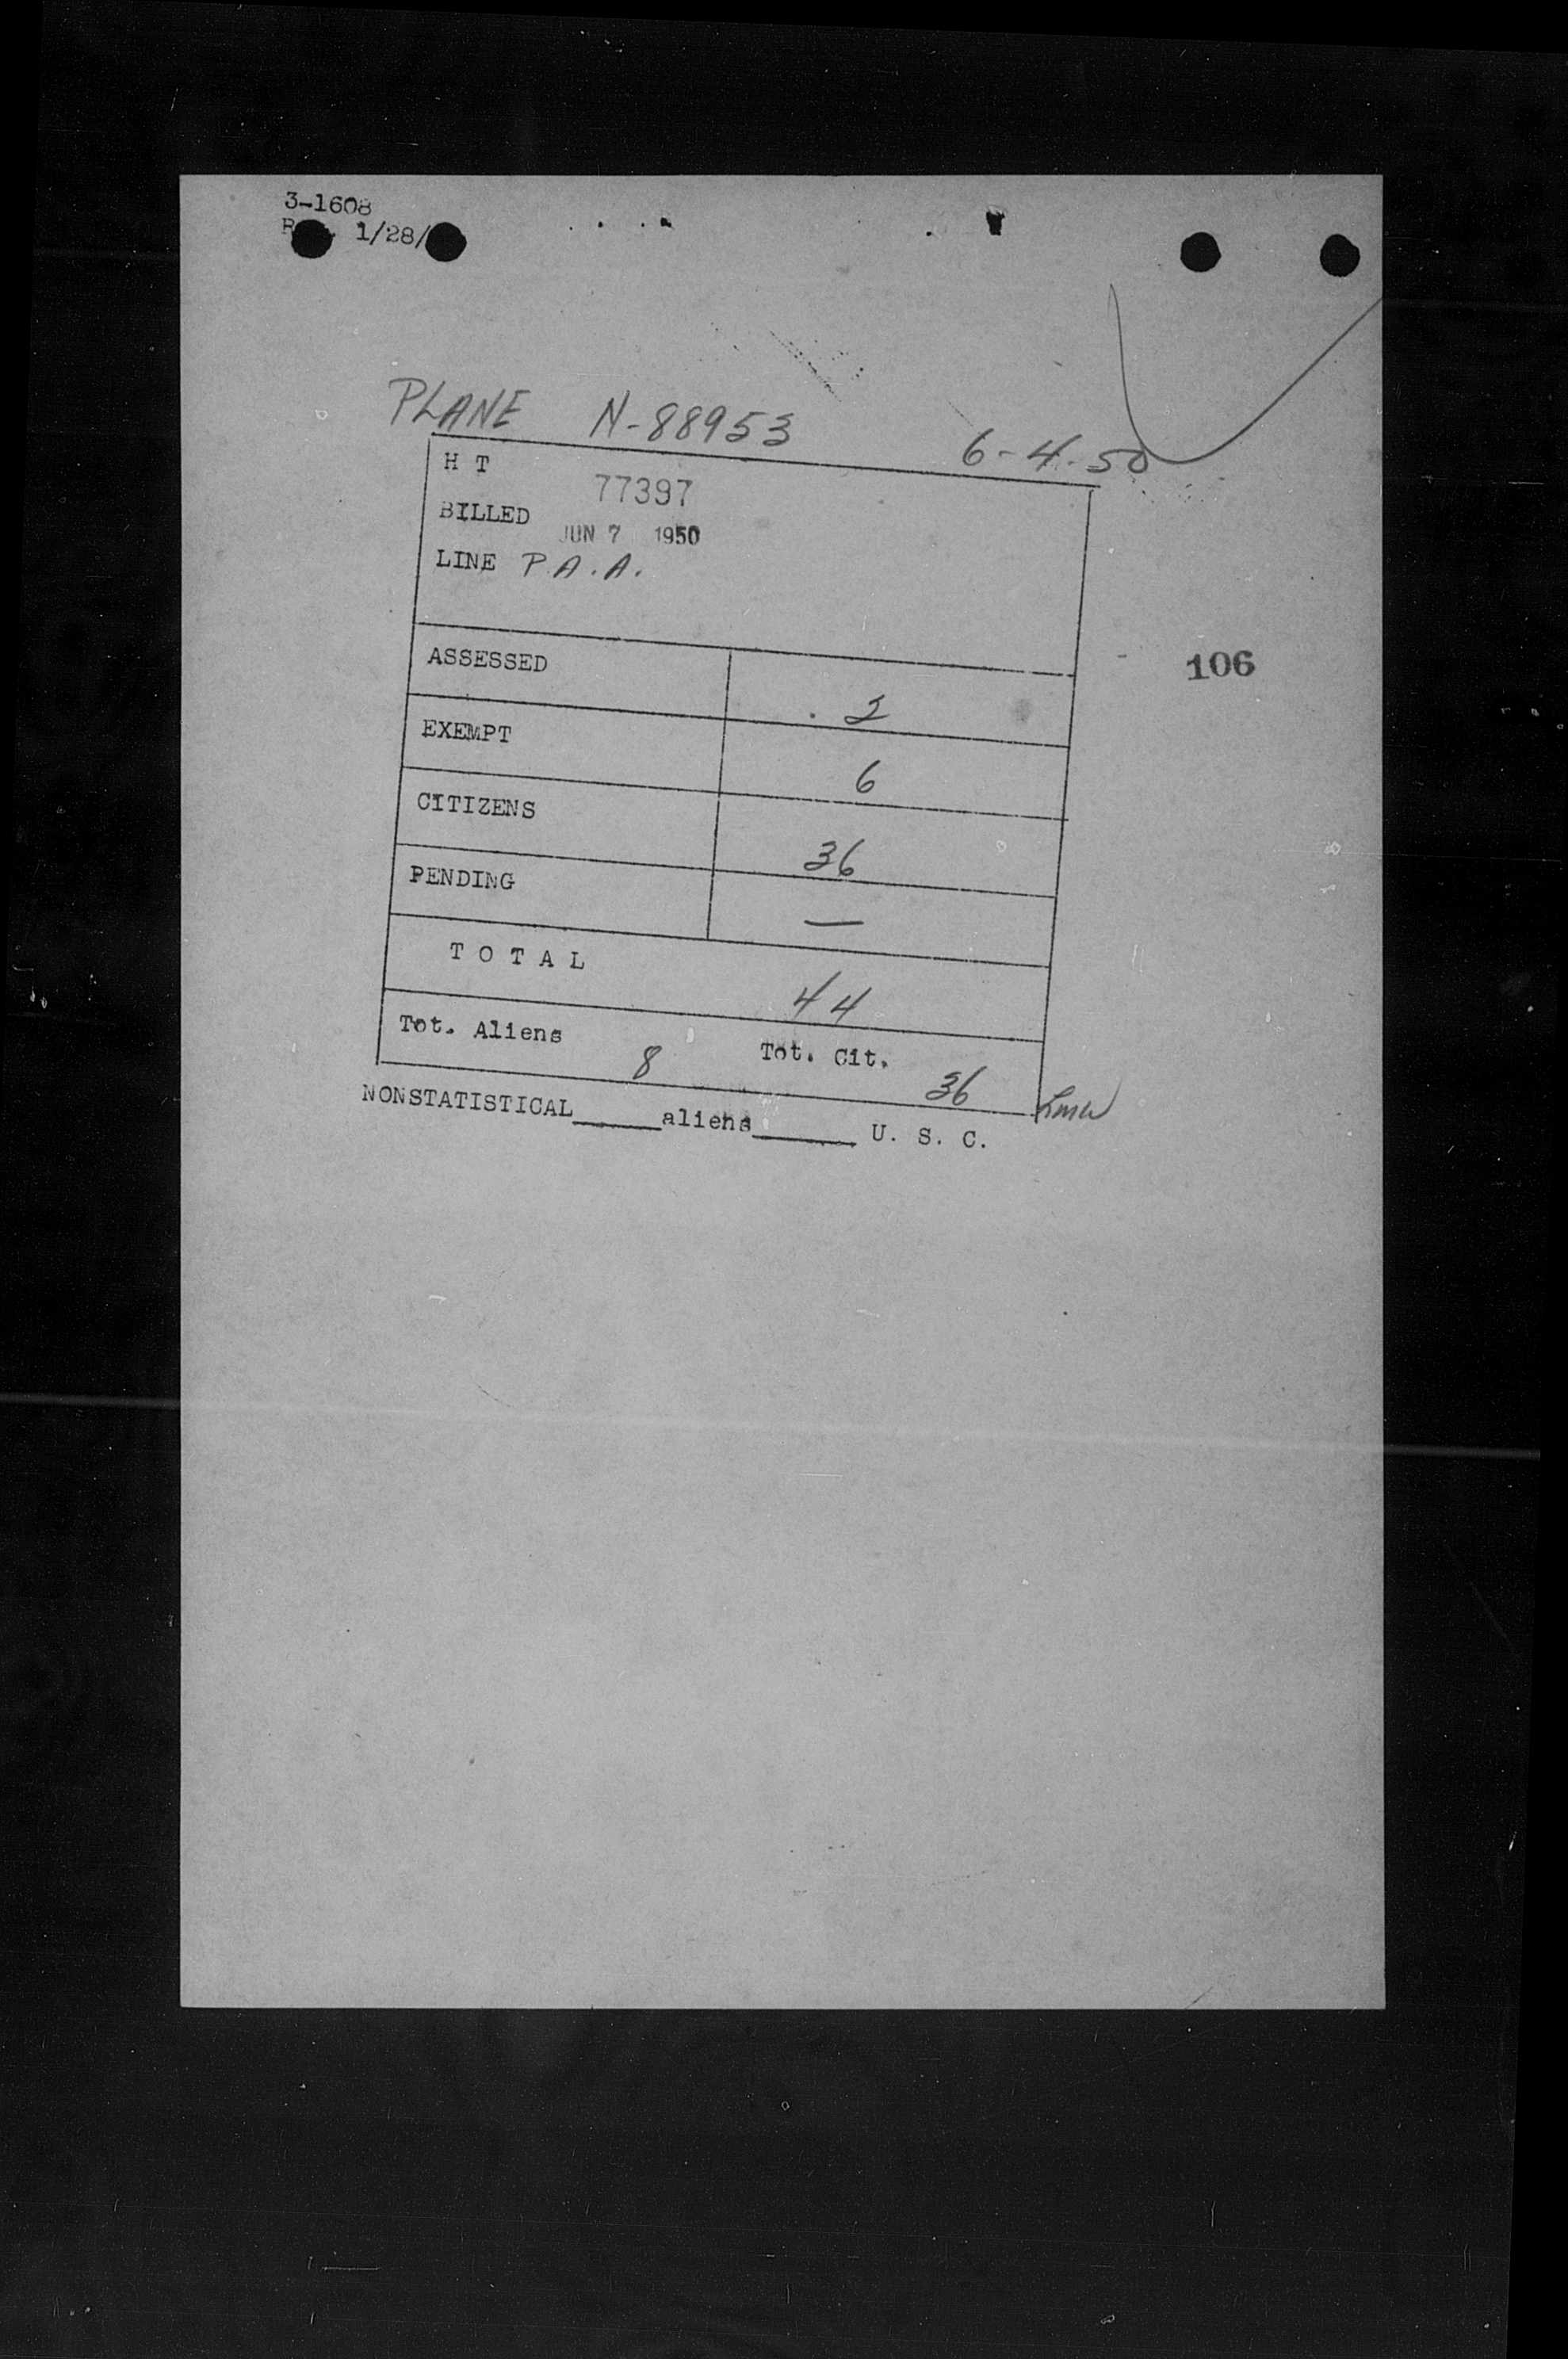 3-1608
1/28/
PLANE N-88953 6-4-50
H T 77397
BILLED JUN 7 1950
LINE P.A.A.
106
ASSESSED 2
EXEMPT 6
CITIZENS 36
PENDING —
TOTAL 44
Tot. Aliens 8 Tot. Cit. 36
NONSTATISTICAL_____aliens______ U. S. C.